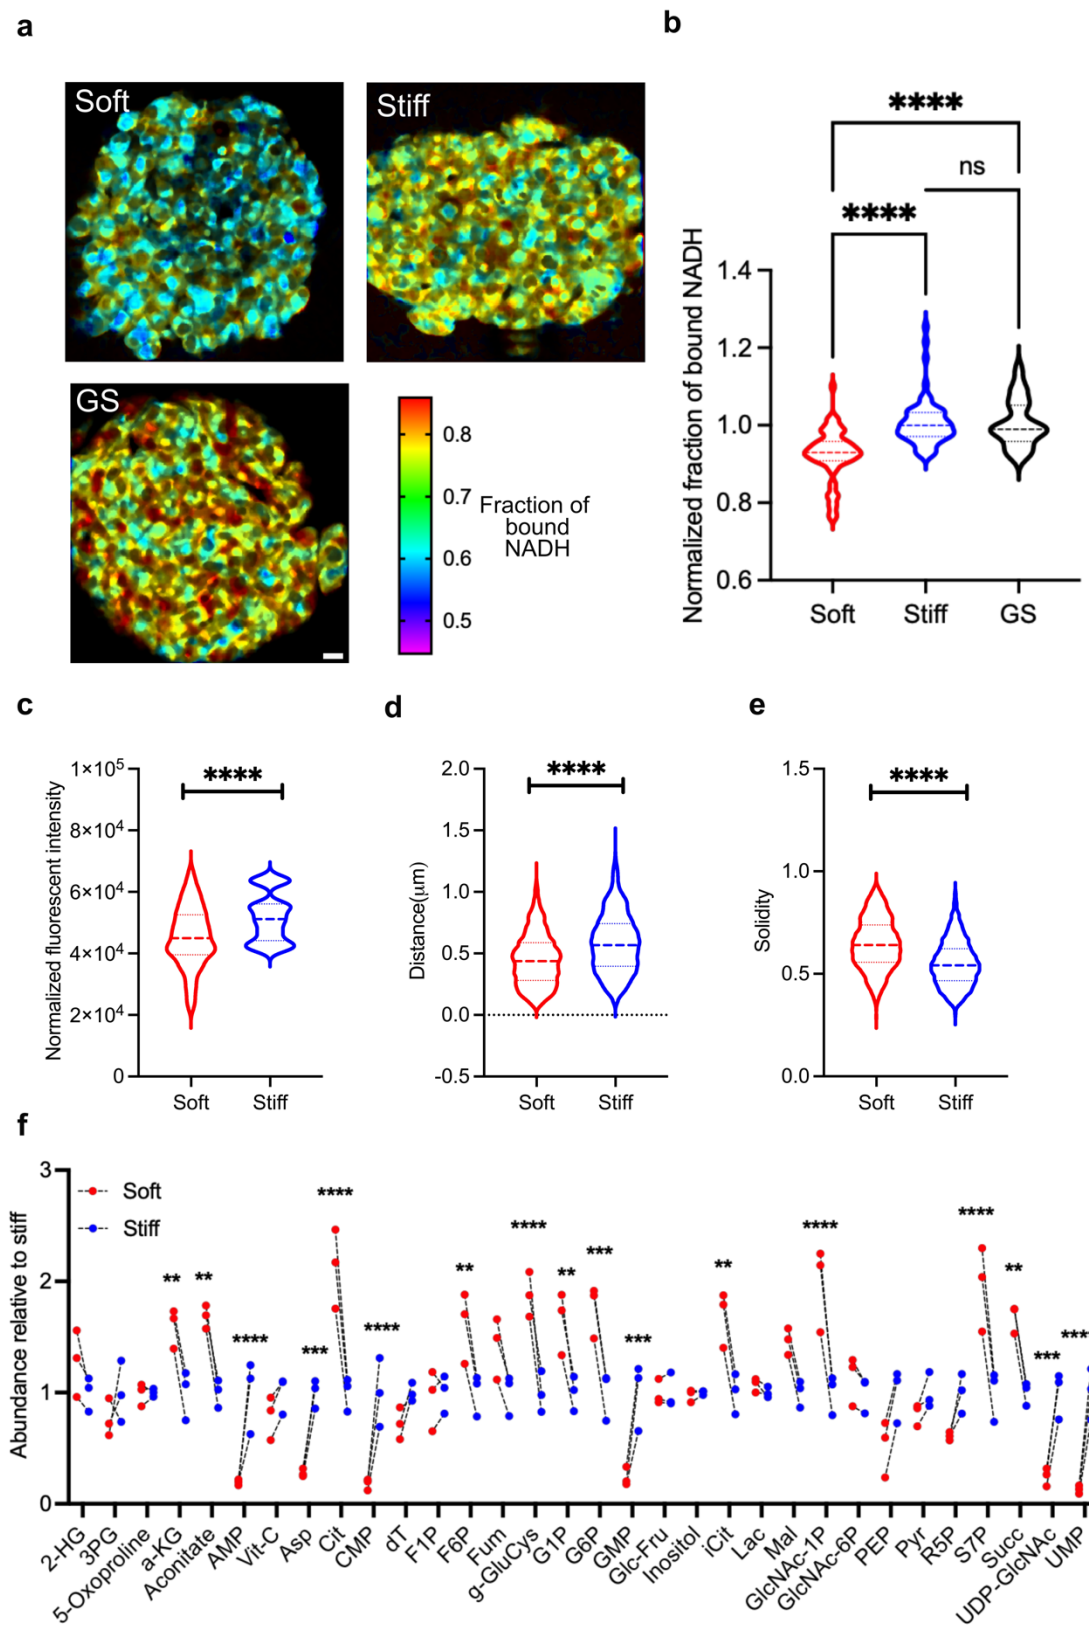 a
Soft
Stiff
GS
0.8
0.7
0.6
0.5
Fraction of
bound
NADH
b
****
ns
****
Normalized fraction of bound NADH
1.4
1.2
1.0
0.8
0.6
Soft
Stiff
GS
c
****
Normalized fluorescent intensity
1×10⁵
8×10⁴
6×10⁴
4×10⁴
2×10⁴
0
Soft
Stiff
d
****
Distance(μm)
2.0
1.5
1.0
0.5
0.0
-0.5
Soft
Stiff
e
****
Solidity
1.5
1.0
0.5
0.0
Soft
Stiff
f
Abundance relative to stiff
3
2
1
0
Soft
Stiff
**
**
****
***
****
****
**
****
**
***
***
**
****
****
**
***
****
2-HG
3PG
5-Oxoproline
a-KG
Aconitate
AMP
Vit-C
Asp
Cit
CMP
dT
F1P
F6P
Fum
g-GluCys
G1P
G6P
GMP
Glc-Fru
Inositol
iCit
Lac
Mal
GlcNAc-1P
GlcNAc-6P
PEP
Pyr
R5P
S7P
Succ
UDP-GlcNAc
UMP